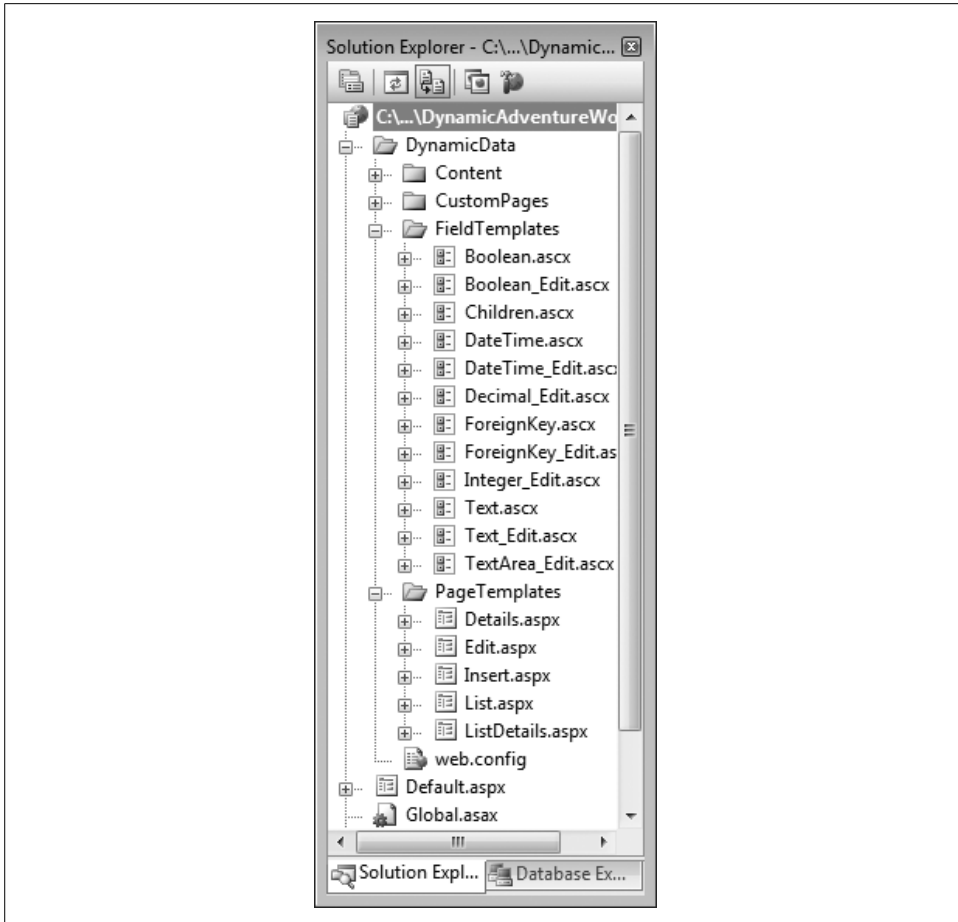 Solution Explorer - C:\...\Dynamic...
C:\...\DynamicAdventureWo
DynamicData
Content
CustomPages
FieldTemplates
Boolean.ascx
Boolean_Edit.ascx
Children.ascx
DateTime.ascx
DateTime_Edit.asc
Decimal_Edit.ascx
ForeignKey.ascx
ForeignKey_Edit.as
Integer_Edit.ascx
Text.ascx
Text_Edit.ascx
TextArea_Edit.ascx
PageTemplates
Details.aspx
Edit.aspx
Insert.aspx
List.aspx
ListDetails.aspx
web.config
Default.aspx
Global.asax
Solution Expl... Database Ex...